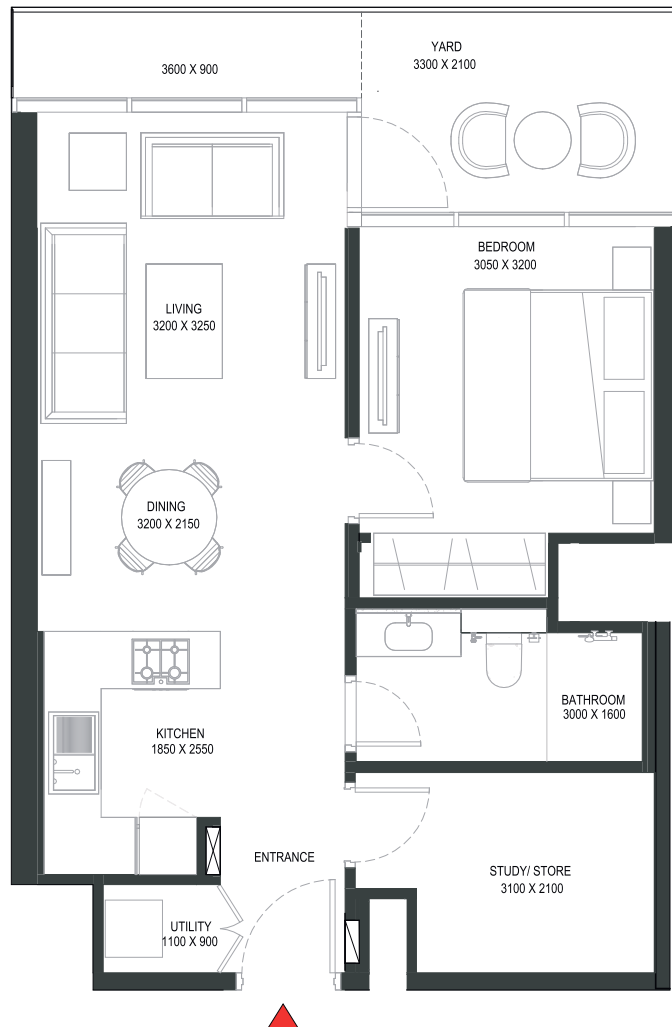 YARD
3300 X 2100
3600 X 900
BEDROOM
3050 X 3200
LIVING
3200 X 3250
DINING
3200 X 2150
KITCHEN
1850 X 2550
BATHROOM
3000 X 1600
ENTRANCE
STUDY/ STORE
3100 X 2100
UTILITY
1100 X 900